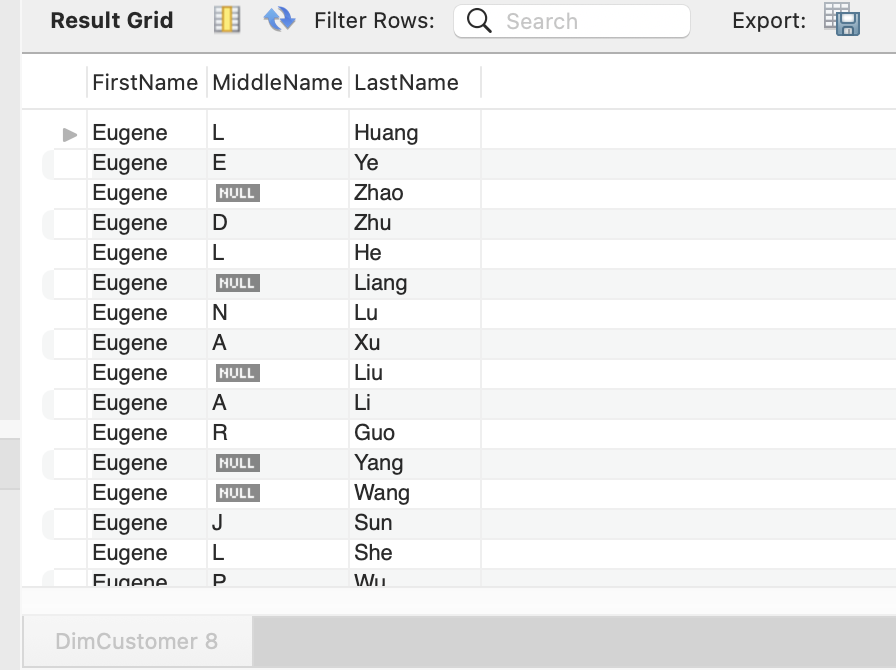 Result Grid Filter Rows: Search Export:
FirstName MiddleName LastName
Eugene L Huang
Eugene E Ye
Eugene NULL Zhao
Eugene D Zhu
Eugene L He
Eugene NULL Liang
Eugene N Lu
Eugene A Xu
Eugene NULL Liu
Eugene A Li
Eugene R Guo
Eugene NULL Yang
Eugene NULL Wang
Eugene J Sun
Eugene L She
Eugene P Wu
DimCustomer 8